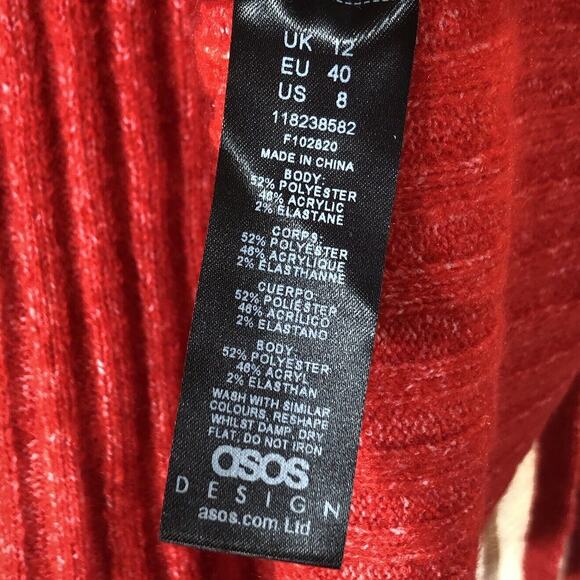 UK 12
EU 40
US 8
118238582
F102820
MADE IN CHINA
BODY:
52% POLYESTER
46% ACRYLIC
2% ELASTANE
CORPS:
52% POLYESTER
46% ACRYLIQUE
2% ELASTHANNE
CUERPO:
52% POLIÉSTER
46% ACRÍLICO
2% ELASTANO
BODY:
52% POLYESTER
46% ACRYL
2% ELASTHAN
WASH WITH SIMILAR
COLOURS, RESHAPE
WHILST DAMP, DRY
FLAT, DO NOT IRON
asos
DESIGN
asos.com Ltd